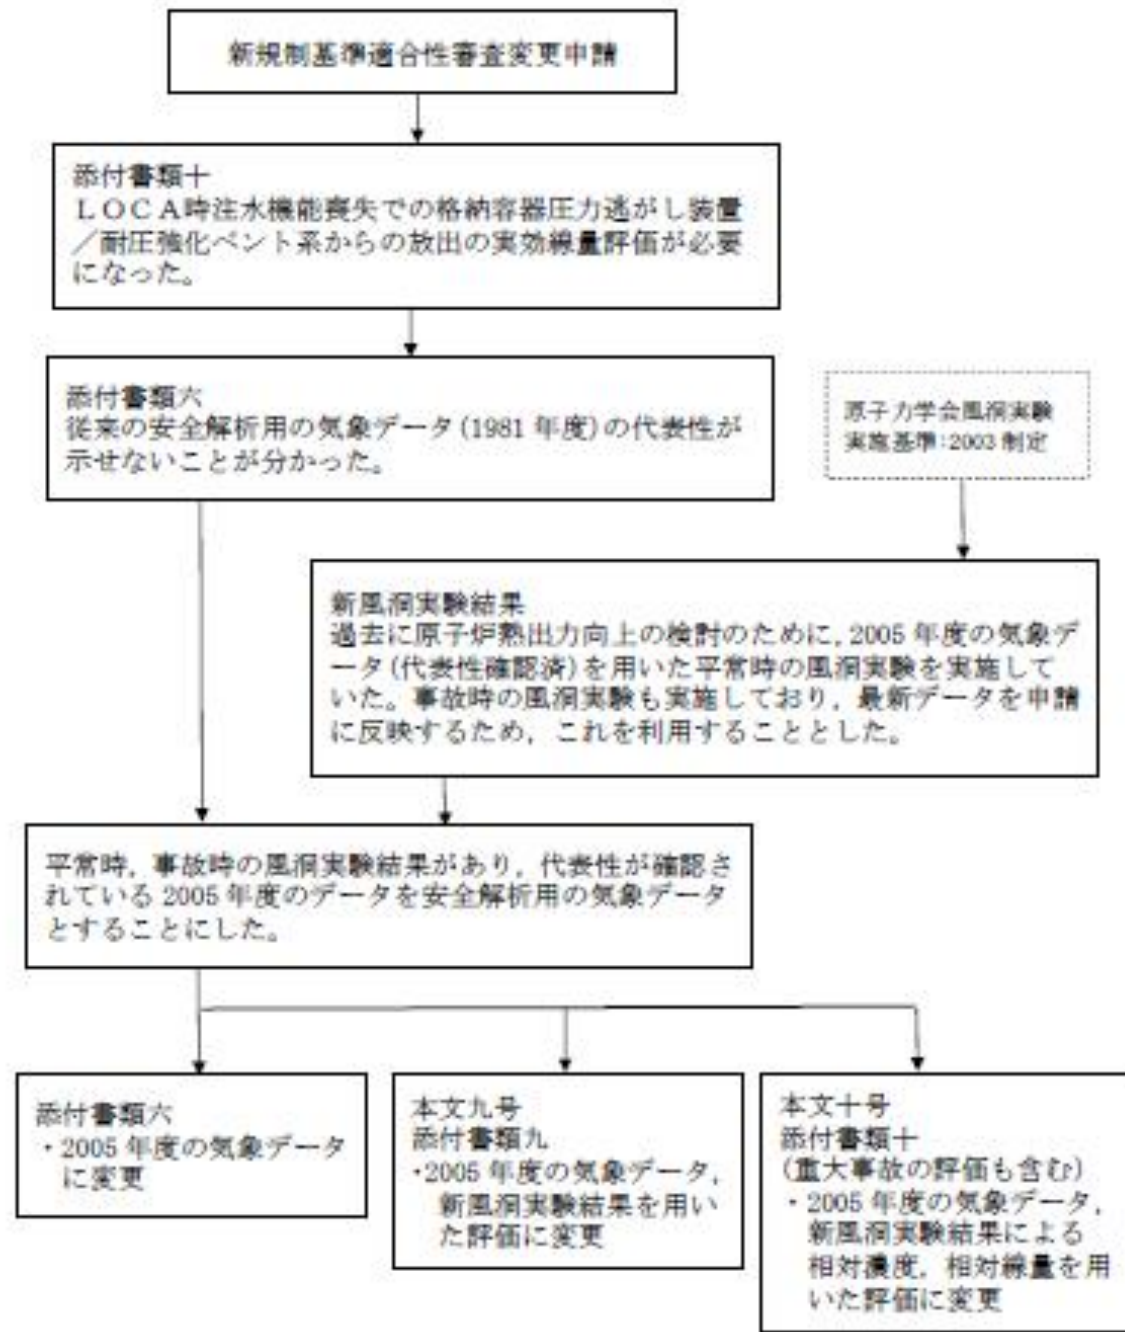 新規制基準適合性審査変更申請
添付書類十
ＬＯＣＡ時注水機能喪失での格納容器圧力逃がし装置
／耐圧強化ベント系からの放出の実効線量評価が必要
になった。
添付書類六
従来の安全解析用の気象データ(1981 年度)の代表性が
示せないことが分かった。
原子力学会風洞実験
実施基準:2003 制定
新風洞実験結果
過去に原子炉熱出力向上の検討のために，2005 年度の気象デ
ータ(代表性確認済)を用いた平常時の風洞実験を実施して
いた。事故時の風洞実験も実施しており，最新データを申請
に反映するため，これを利用することとした。
平常時，事故時の風洞実験結果があり，代表性が確認さ
れている 2005 年度のデータを安全解析用の気象データ
とすることにした。
添付書類六
・2005 年度の気象データ
に変更
本文九号
添付書類九
・2005 年度の気象データ，
新風洞実験結果を用い
た評価に変更
本文十号
添付書類十
(重大事故の評価も含む)
・2005 年度の気象データ，
新風洞実験結果による
相対濃度，相対線量を用
いた評価に変更